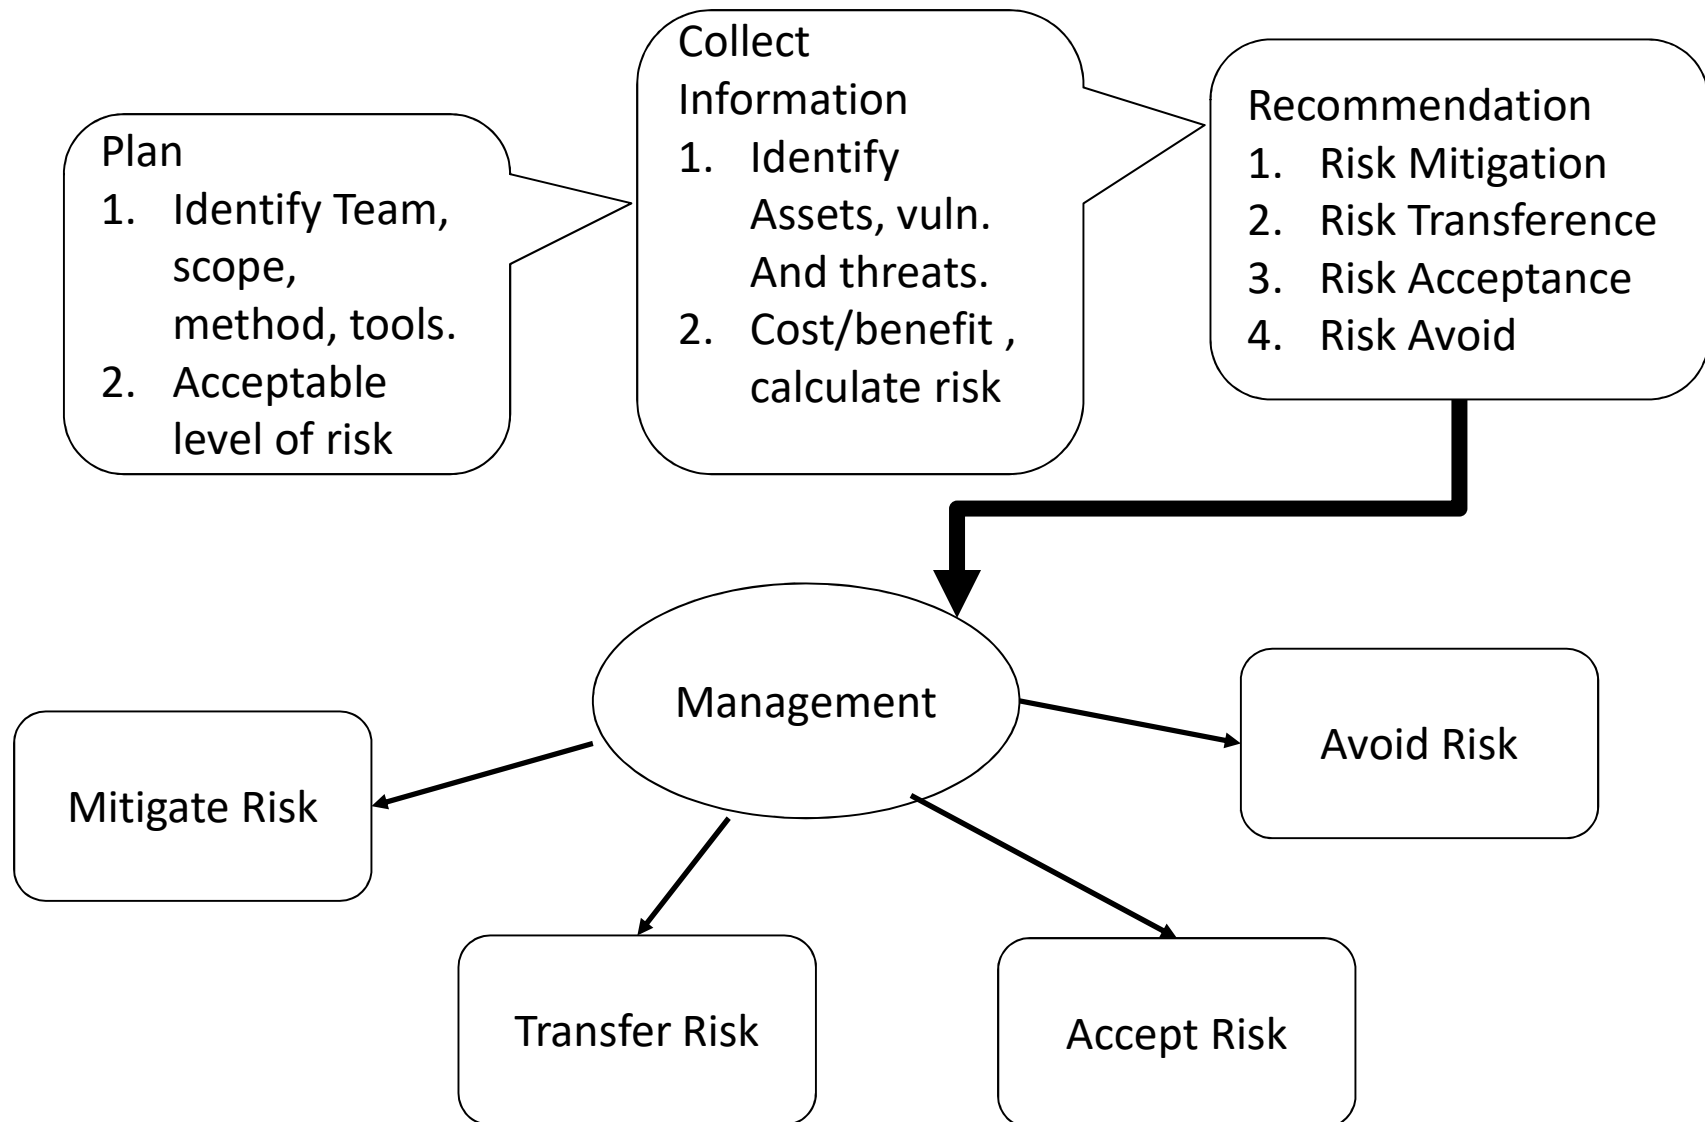 Plan
1. Identify Team,
scope,
method, tools.
2. Acceptable
level of risk
Collect
Information
1. Identify
Assets, vuln.
And threats.
2. Cost/benefit ,
calculate risk
Recommendation
1. Risk Mitigation
2. Risk Transference
3. Risk Acceptance
4. Risk Avoid
Management
Avoid Risk
Mitigate Risk
Transfer Risk
Accept Risk